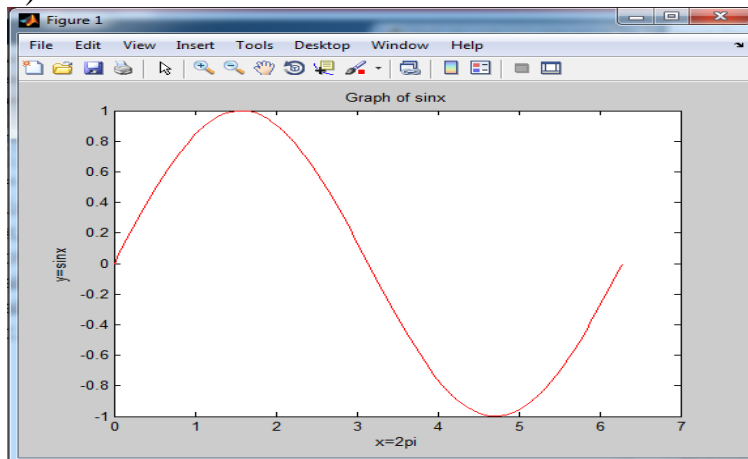 )
Figure 1
File Edit View Insert Tools Desktop Window Help
Graph of sinx
1
0.8
0.6
0.4
0.2
0
-0.2
-0.4
-0.6
-0.8
-1
y=sinx
0 1 2 3 4 5 6 7
x=2pi